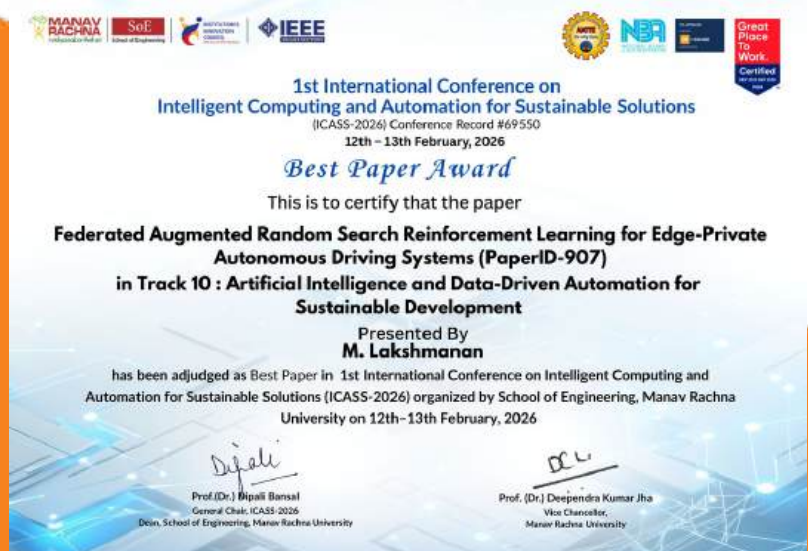 MANAV RACHNA
SoE
School of Engineering
INSTITUTION'S INNOVATION COUNCIL
IEEE
AICTE
NBA
Great Place To Work.
Certified
1st International Conference on
Intelligent Computing and Automation for Sustainable Solutions
(ICASS-2026) Conference Record #69550
12th – 13th February, 2026
Best Paper Award
This is to certify that the paper
Federated Augmented Random Search Reinforcement Learning for Edge-Private
Autonomous Driving Systems (PaperID-907)
in Track 10 : Artificial Intelligence and Data-Driven Automation for
Sustainable Development
Presented By
M. Lakshmanan
has been adjudged as Best Paper in 1st International Conference on Intelligent Computing and
Automation for Sustainable Solutions (ICASS-2026) organized by School of Engineering, Manav Rachna
University on 12th–13th February, 2026
Dipali
Prof.(Dr.) Dipali Bansal
General Chair, ICASS-2026
Dean, School of Engineering, Manav Rachna University
Prof. (Dr.) Deependra Kumar Jha
Vice Chancellor,
Manav Rachna University